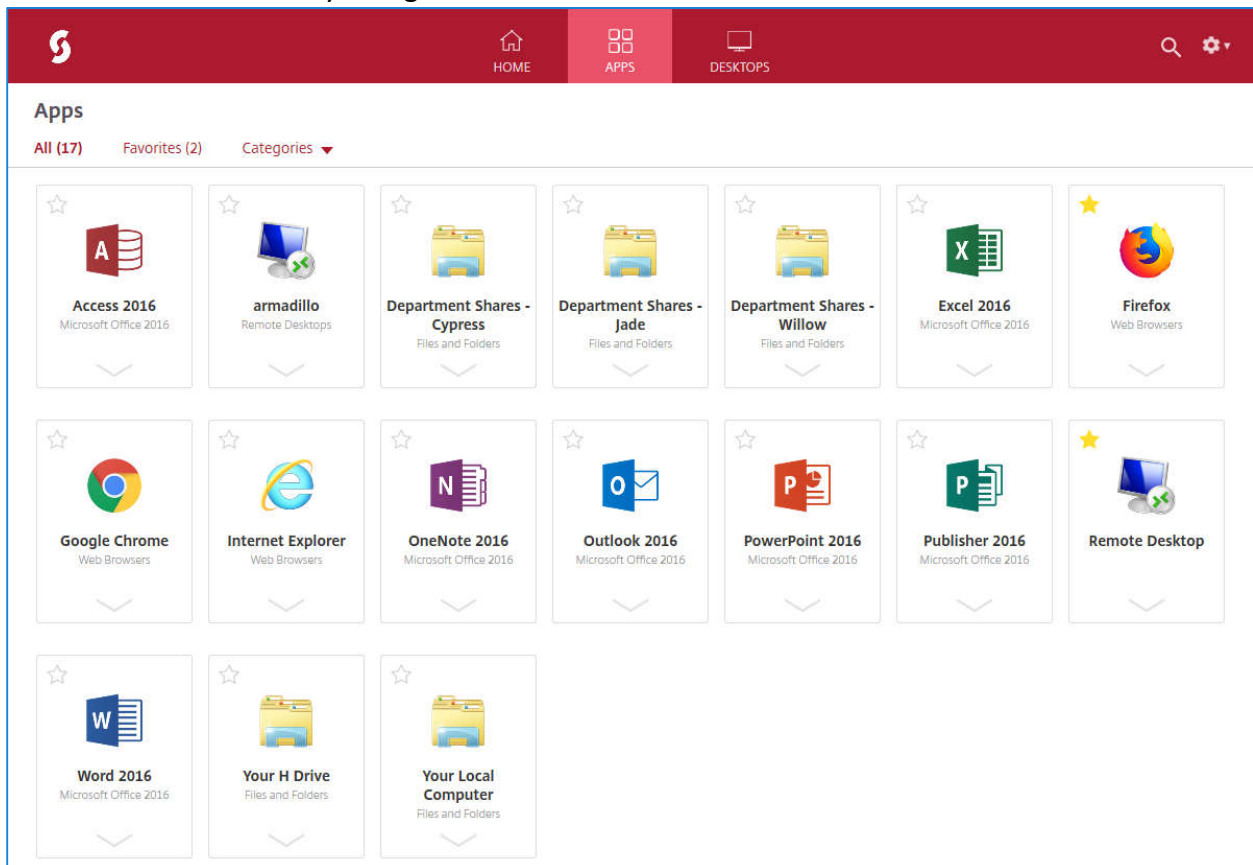 HOME
APPS
DESKTOPS
Apps
All (17)
Favorites (2)
Categories
Access 2016
Microsoft Office 2016
armadillo
Remote Desktops
Department Shares -
Cypress
Files and Folders
Department Shares -
Jade
Files and Folders
Department Shares -
Willow
Files and Folders
Excel 2016
Microsoft Office 2016
Firefox
Web Browsers
Google Chrome
Web Browsers
Internet Explorer
Web Browsers
OneNote 2016
Microsoft Office 2016
Outlook 2016
Microsoft Office 2016
PowerPoint 2016
Microsoft Office 2016
Publisher 2016
Microsoft Office 2016
Remote Desktop
Word 2016
Microsoft Office 2016
Your H Drive
Files and Folders
Your Local
Computer
Files and Folders